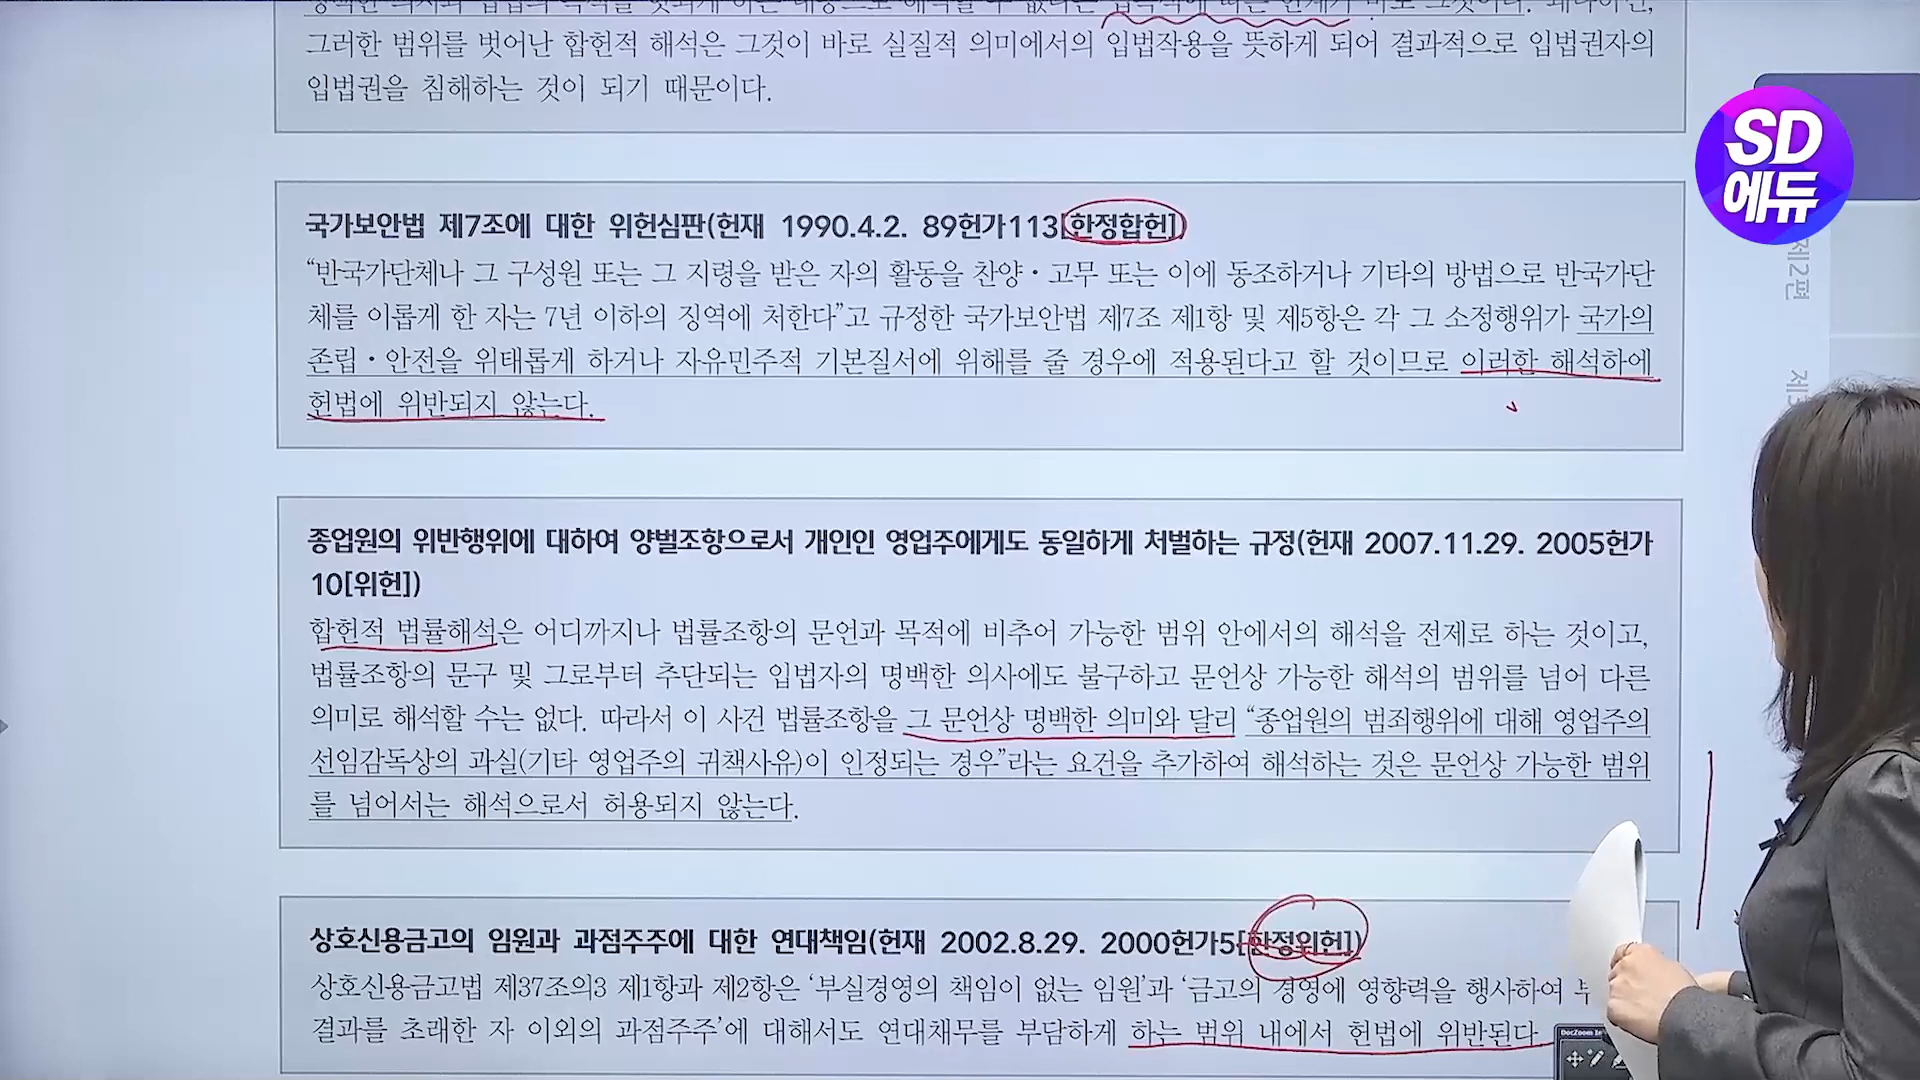 그러한 범위를 벗어난 합헌적 해석은 그것이 바로 실질적 의미에서의 입법작용을 뜻하게 되어 결과적으로 입법권자의
입법권을 침해하는 것이 되기 때문이다.
SD
에듀
국가보안법 제7조에 대한 위헌심판(헌재 1990.4.2. 89헌가113[한정합헌])
“반국가단체나 그 구성원 또는 그 지령을 받은 자의 활동을 찬양·고무 또는 이에 동조하거나 기타의 방법으로 반국가단
체를 이롭게 한 자는 7년 이하의 징역에 처한다”고 규정한 국가보안법 제7조 제1항 및 제5항은 각 그 소정행위가 국가의
존립·안전을 위태롭게 하거나 자유민주적 기본질서에 위해를 줄 경우에 적용된다고 할 것이므로 이러한 해석하에
헌법에 위반되지 않는다.
제2편
종업원의 위반행위에 대하여 양벌조항으로서 개인인 영업주에게도 동일하게 처벌하는 규정(헌재 2007.11.29. 2005헌가
10[위헌])
합헌적 법률해석은 어디까지나 법률조항의 문언과 목적에 비추어 가능한 범위 안에서의 해석을 전제로 하는 것이고,
법률조항의 문구 및 그로부터 추단되는 입법자의 명백한 의사에도 불구하고 문언상 가능한 해석의 범위를 넘어 다른
의미로 해석할 수는 없다. 따라서 이 사건 법률조항을 그 문언상 명백한 의미와 달리 “종업원의 범죄행위에 대해 영업주의
선임감독상의 과실(기타 영업주의 귀책사유)이 인정되는 경우”라는 요건을 추가하여 해석하는 것은 문언상 가능한 범위
를 넘어서는 해석으로서 허용되지 않는다.
상호신용금고의 임원과 과점주주에 대한 연대책임(헌재 2002.8.29. 2000헌가5[한정위헌])
상호신용금고법 제37조의3 제1항과 제2항은 ‘부실경영의 책임이 없는 임원’과 ‘금고의 경영에 영향력을 행사하여
결과를 초래한 자 이외의 과점주주’에 대해서도 연대채무를 부담하게 하는 범위 내에서 헌법에 위반된다.